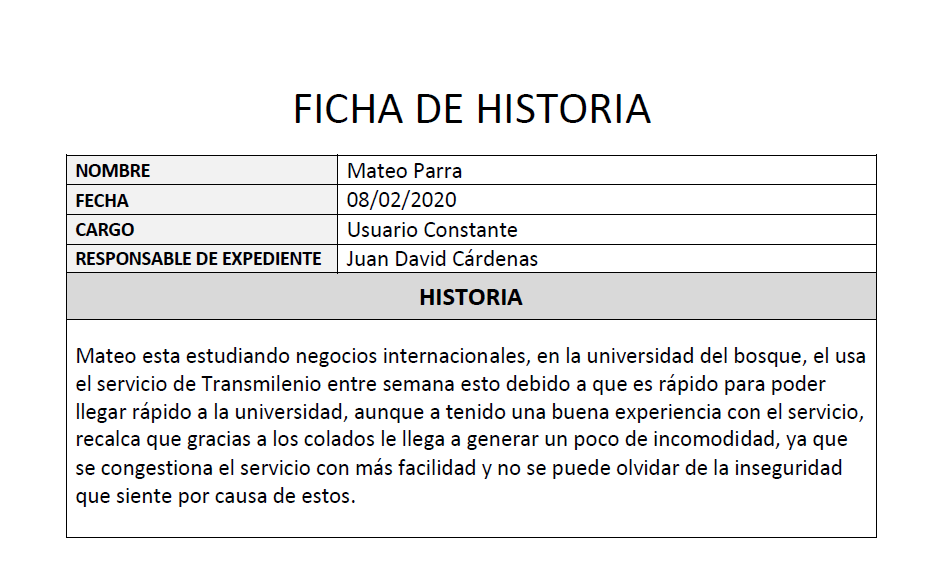 FICHA DE HISTORIA
NOMBRE Mateo Parra
FECHA 08/02/2020
CARGO Usuario Constante
RESPONSABLE DE EXPEDIENTE Juan David Cárdenas
HISTORIA
Mateo esta estudiando negocios internacionales, en la universidad del bosque, el usa
el servicio de Transmilenio entre semana esto debido a que es rápido para poder
llegar rápido a la universidad, aunque a tenido una buena experiencia con el servicio,
recalca que gracias a los colados le llega a generar un poco de incomodidad, ya que
se congestiona el servicio con más facilidad y no se puede olvidar de la inseguridad
que siente por causa de estos.